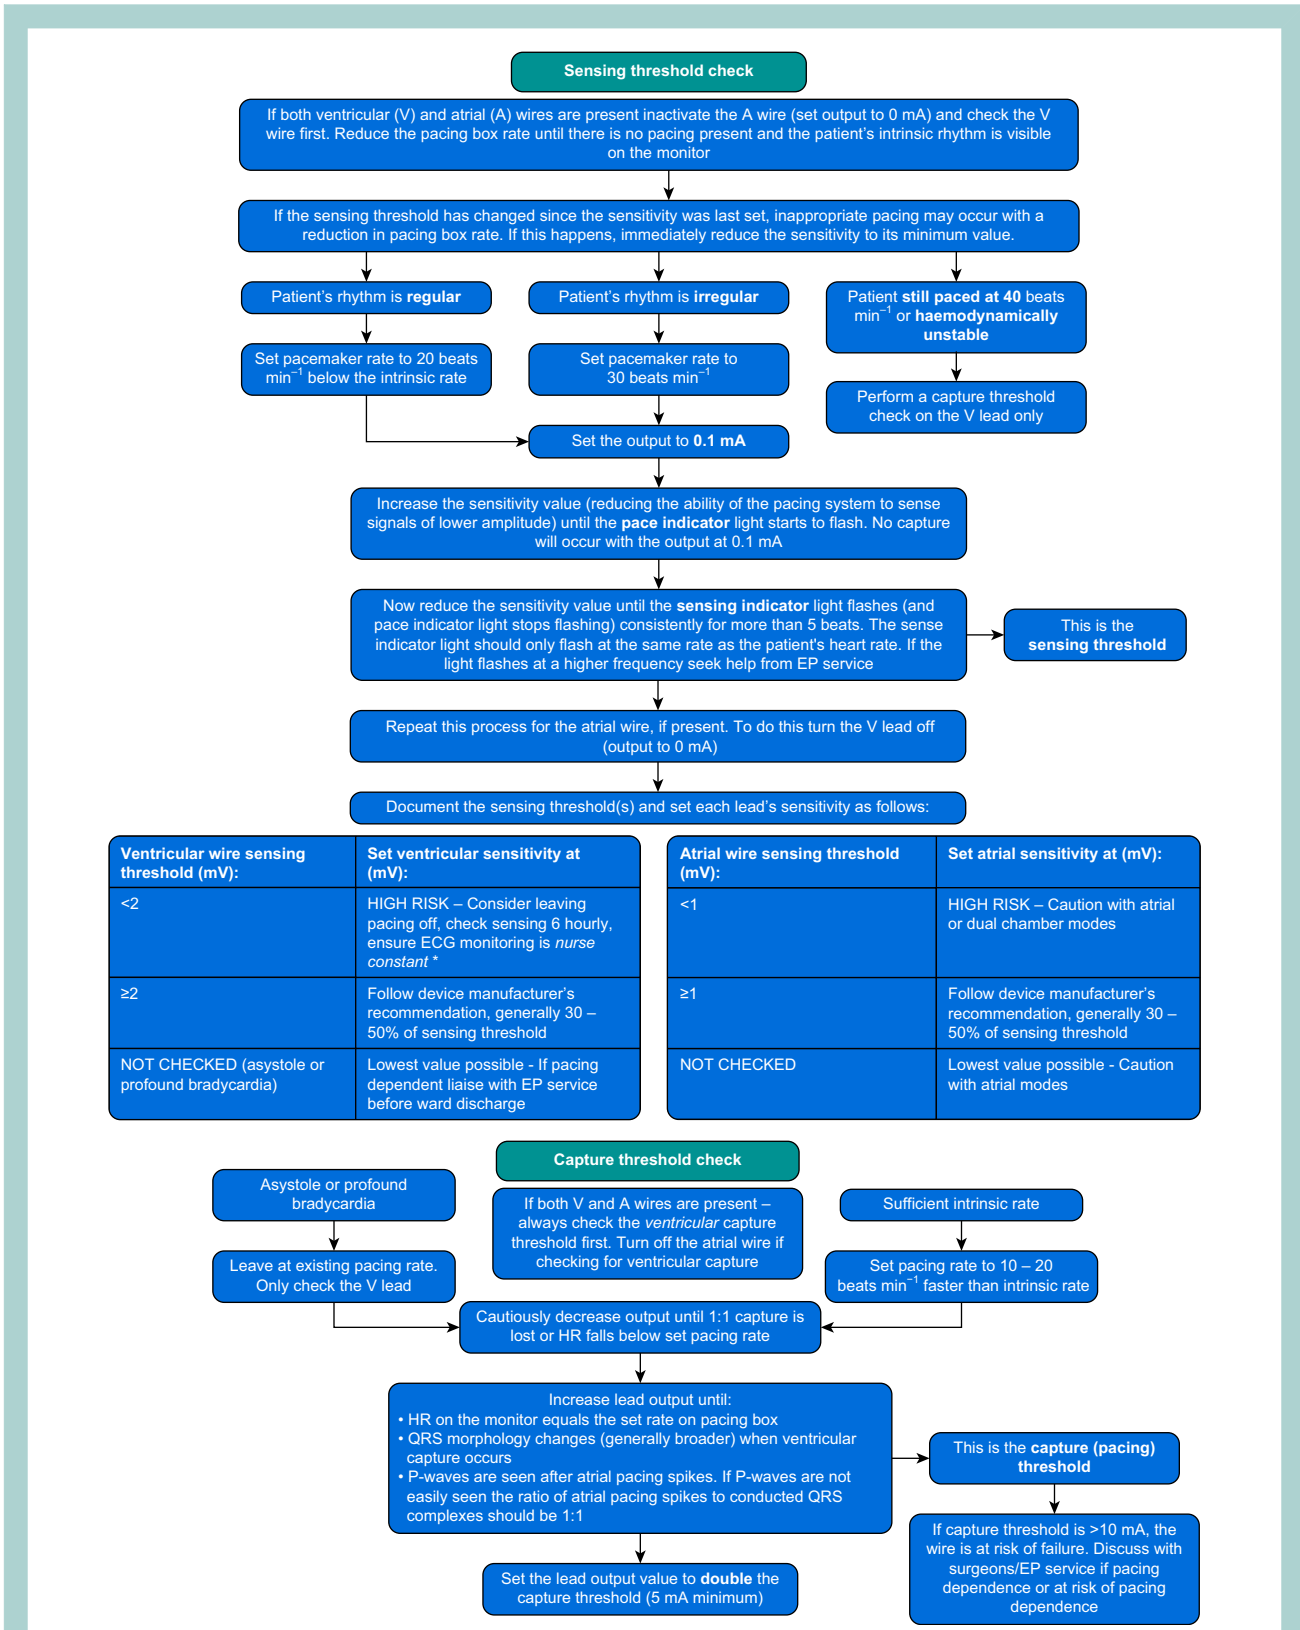 Sensing threshold check
If both ventricular (V) and atrial (A) wires are present inactivate the A wire (set output to 0 mA) and check the V
wire first. Reduce the pacing box rate until there is no pacing present and the patient's intrinsic rhythm is visible
on the monitor
If the sensing threshold has changed since the sensitivity was last set, inappropriate pacing may occur with a
reduction in pacing box rate. If this happens, immediately reduce the sensitivity to its minimum value.
Patient's rhythm is regular
Set pacemaker rate to 20 beats
min⁻¹ below the intrinsic rate
Patient's rhythm is irregular
Set pacemaker rate to
30 beats min⁻¹
Patient still paced at 40 beats
min⁻¹ or haemodynamically
unstable
Perform a capture threshold
check on the V lead only
Set the output to 0.1 mA
Increase the sensitivity value (reducing the ability of the pacing system to sense
signals of lower amplitude) until the pace indicator light starts to flash. No capture
will occur with the output at 0.1 mA
Now reduce the sensitivity value until the sensing indicator light flashes (and
pace indicator light stops flashing) consistently for more than 5 beats. The sense
indicator light should only flash at the same rate as the patient's heart rate. If the
light flashes at a higher frequency seek help from EP service
This is the
sensing threshold
Repeat this process for the atrial wire, if present. To do this turn the V lead off
(output to 0 mA)
Document the sensing threshold(s) and set each lead's sensitivity as follows:
Ventricular wire sensing
threshold (mV):
Set ventricular sensitivity at
(mV):
<2
HIGH RISK – Consider leaving
pacing off, check sensing 6 hourly,
ensure ECG monitoring is nurse
constant *
≥2
Follow device manufacturer's
recommendation, generally 30 –
50% of sensing threshold
NOT CHECKED (asystole or
profound bradycardia)
Lowest value possible - If pacing
dependent liaise with EP service
before ward discharge
Atrial wire sensing threshold
(mV):
Set atrial sensitivity at (mV):
<1
HIGH RISK – Caution with atrial
or dual chamber modes
≥1
Follow device manufacturer's
recommendation, generally 30 –
50% of sensing threshold
NOT CHECKED
Lowest value possible - Caution
with atrial modes
Capture threshold check
Asystole or profound
bradycardia
Leave at existing pacing rate.
Only check the V lead
If both V and A wires are present –
always check the ventricular capture
threshold first. Turn off the atrial wire if
checking for ventricular capture
Sufficient intrinsic rate
Set pacing rate to 10 – 20
beats min⁻¹ faster than intrinsic rate
Cautiously decrease output until 1:1 capture is
lost or HR falls below set pacing rate
Increase lead output until:
• HR on the monitor equals the set rate on pacing box
• QRS morphology changes (generally broader) when ventricular
capture occurs
• P-waves are seen after atrial pacing spikes. If P-waves are not
easily seen the ratio of atrial pacing spikes to conducted QRS
complexes should be 1:1
This is the capture (pacing)
threshold
If capture threshold is >10 mA, the
wire is at risk of failure. Discuss with
surgeons/EP service if pacing
dependence or at risk of pacing
dependence
Set the lead output value to double the
capture threshold (5 mA minimum)